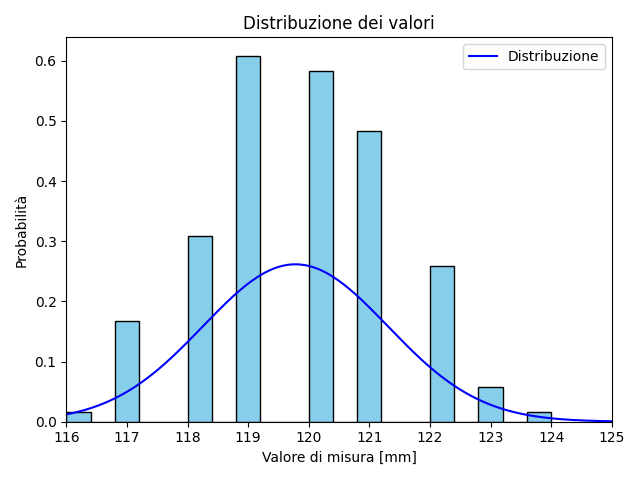 Distribuzione dei valori
Distribuzione
0.6
0.5
0.4
0.3
0.2
0.1
0.0
Probabilità
116 117 118 119 120 121 122 123 124 125
Valore di misura [mm]